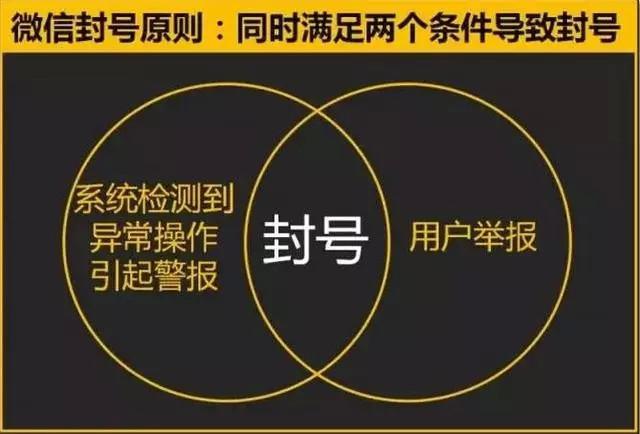 微信封号原则：同时满足两个条件导致封号
系统检测到
异常操作
引起警报
封号
用户举报